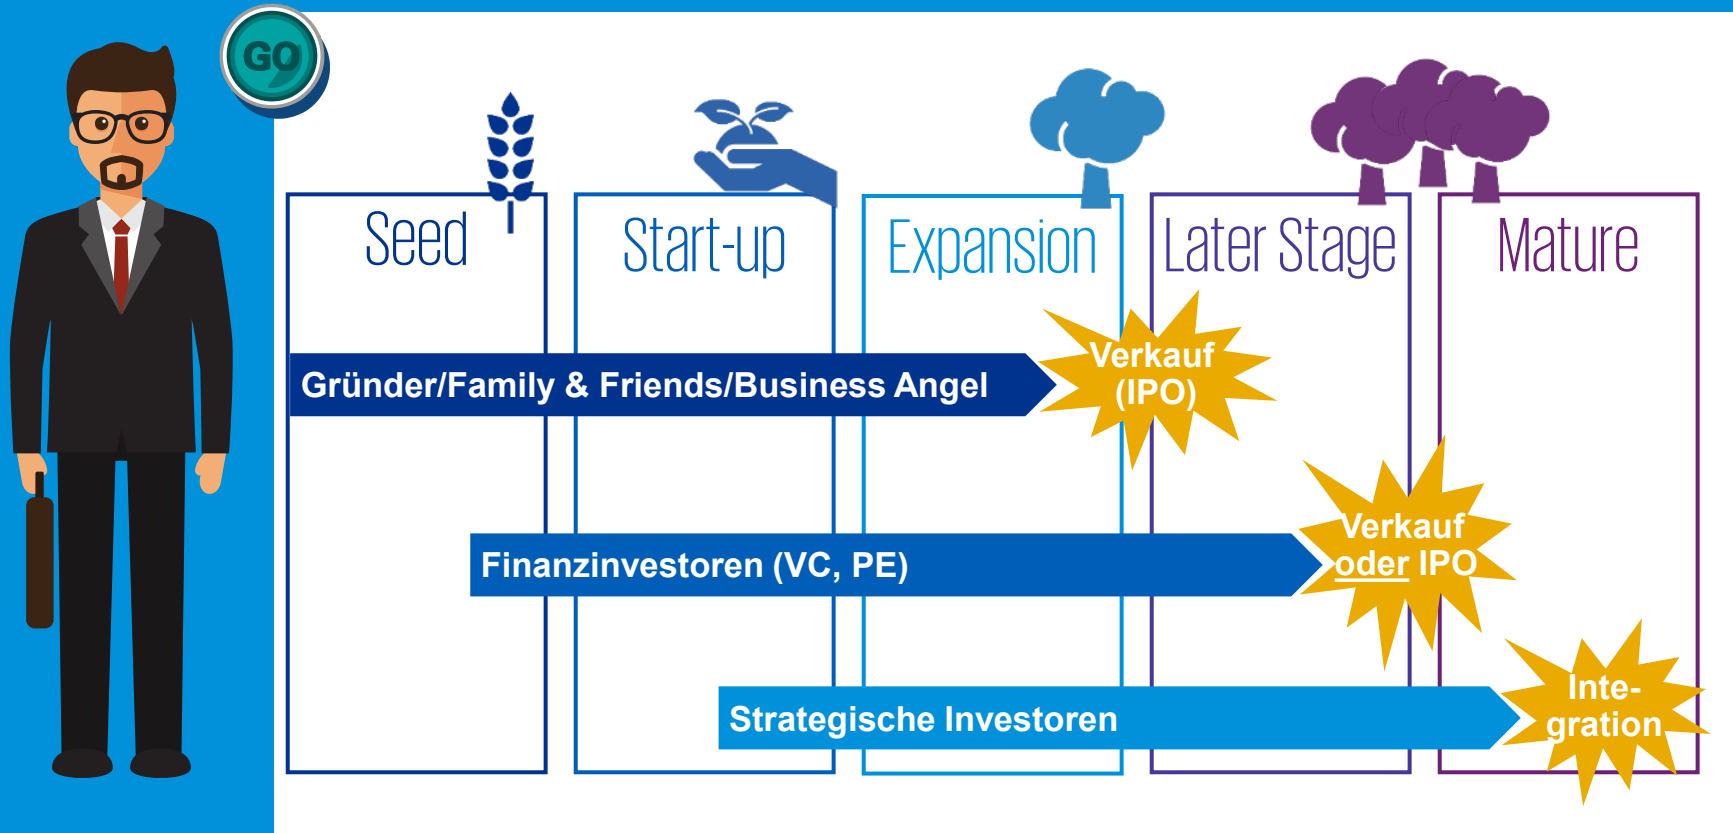 GO
Seed
Start-up
Expansion
Later Stage
Mature
Gründer/Family & Friends/Business Angel
Verkauf
(IPO)
Finanzinvestoren (VC, PE)
Verkauf
oder IPO
Strategische Investoren
Inte-
gration